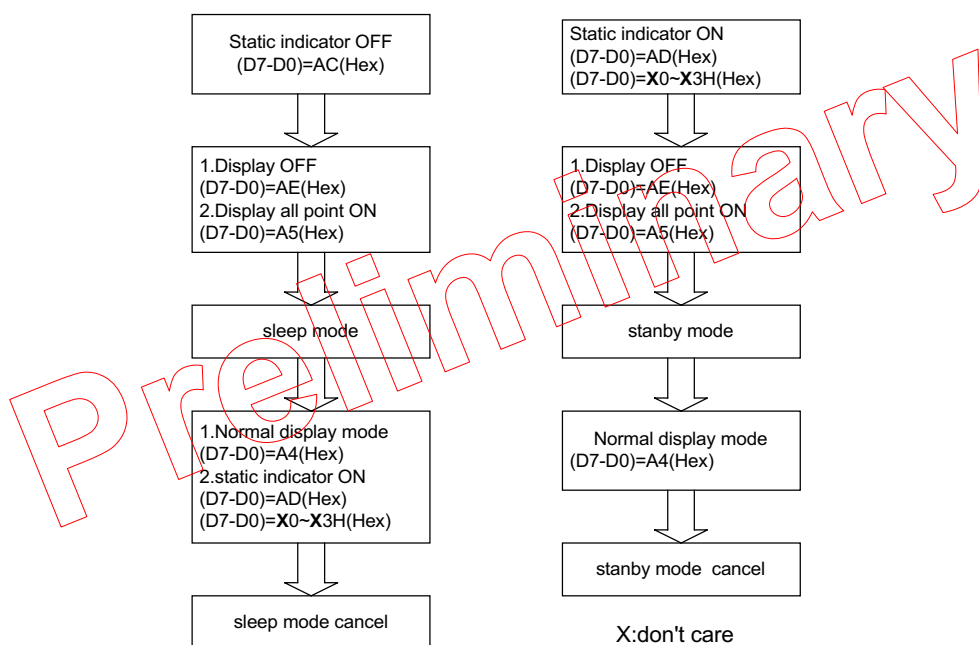 Static indicator OFF
(D7-D0)=AC(Hex)
1.Display OFF
(D7-D0)=AE(Hex)
2.Display all point ON
(D7-D0)=A5(Hex)
sleep mode
1.Normal display mode
(D7-D0)=A4(Hex)
2.static indicator ON
(D7-D0)=AD(Hex)
(D7-D0)=X0~X3H(Hex)
sleep mode cancel
Static indicator ON
(D7-D0)=AD(Hex)
(D7-D0)=X0~X3H(Hex)
1.Display OFF
(D7-D0)=AE(Hex)
2.Display all point ON
(D7-D0)=A5(Hex)
stanby mode
Normal display mode
(D7-D0)=A4(Hex)
stanby mode cancel
X:don't care
Preliminary